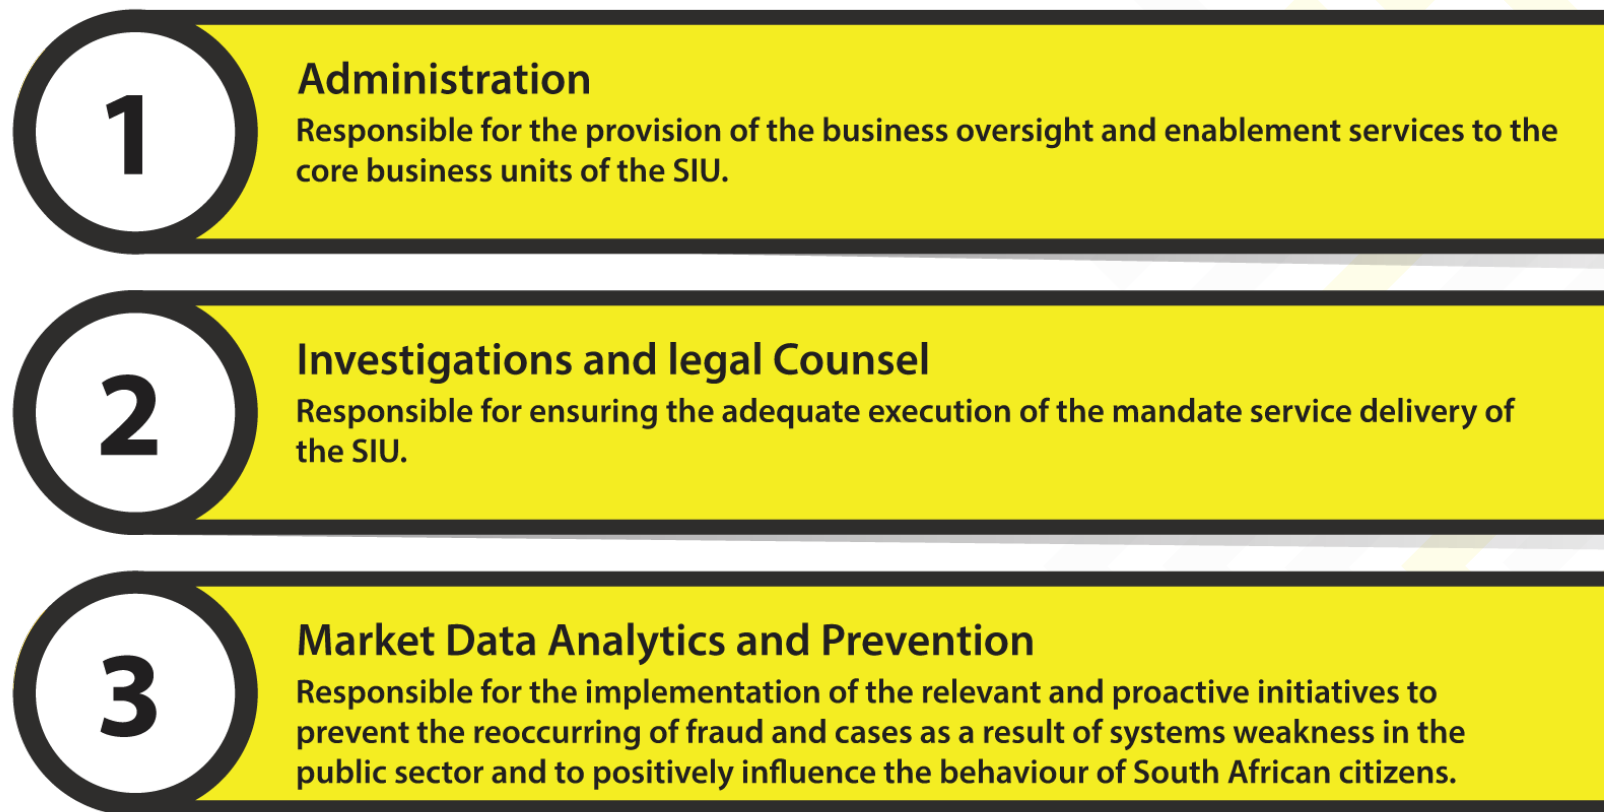 1
Administration
Responsible for the provision of the business oversight and enablement services to the
core business units of the SIU.
2
Investigations and legal Counsel
Responsible for ensuring the adequate execution of the mandate service delivery of
the SIU.
3
Market Data Analytics and Prevention
Responsible for the implementation of the relevant and proactive initiatives to
prevent the reoccurring of fraud and cases as a result of systems weakness in the
public sector and to positively influence the behaviour of South African citizens.